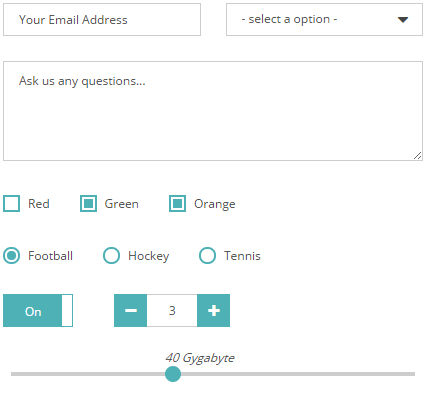 Your Email Address
- select a option -
Ask us any questions...
Red Green Orange
Football Hockey Tennis
On 3
40 Gygabyte